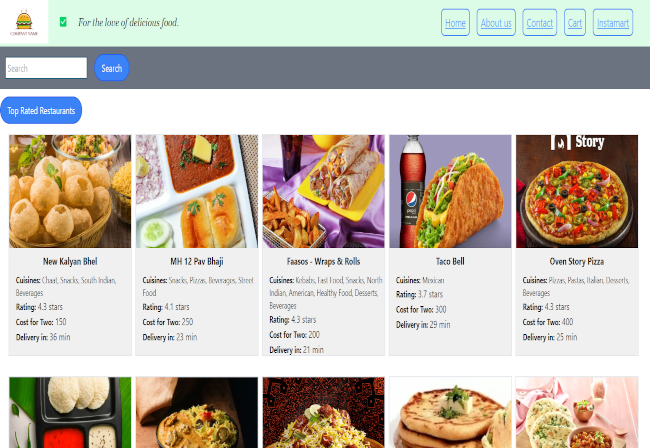 COMPANY NAME
For the love of delicious food.
Home
About us
Contact
Cart
Instamart
Search
Search
Top Rated Restaurants
Story
pepsi
New Kalyan Bhel
Cuisines: Chaat, Snacks, South Indian,
Beverages
Rating: 4.3 stars
Cost for Two: 150
Delivery in: 36 min
MH 12 Pav Bhaji
Cuisines: Snacks, Pizzas, Beverages, Street
Food
Rating: 4.1 stars
Cost for Two: 250
Delivery in: 23 min
Faasos - Wraps & Rolls
Cuisines: Kebabs, Fast Food, Snacks, North
Indian, American, Healthy Food, Desserts,
Beverages
Rating: 4.3 stars
Cost for Two: 200
Delivery in: 21 min
Taco Bell
Cuisines: Mexican
Rating: 3.7 stars
Cost for Two: 300
Delivery in: 29 min
Oven Story Pizza
Cuisines: Pizzas, Pastas, Italian, Desserts,
Beverages
Rating: 4.3 stars
Cost for Two: 400
Delivery in: 25 min